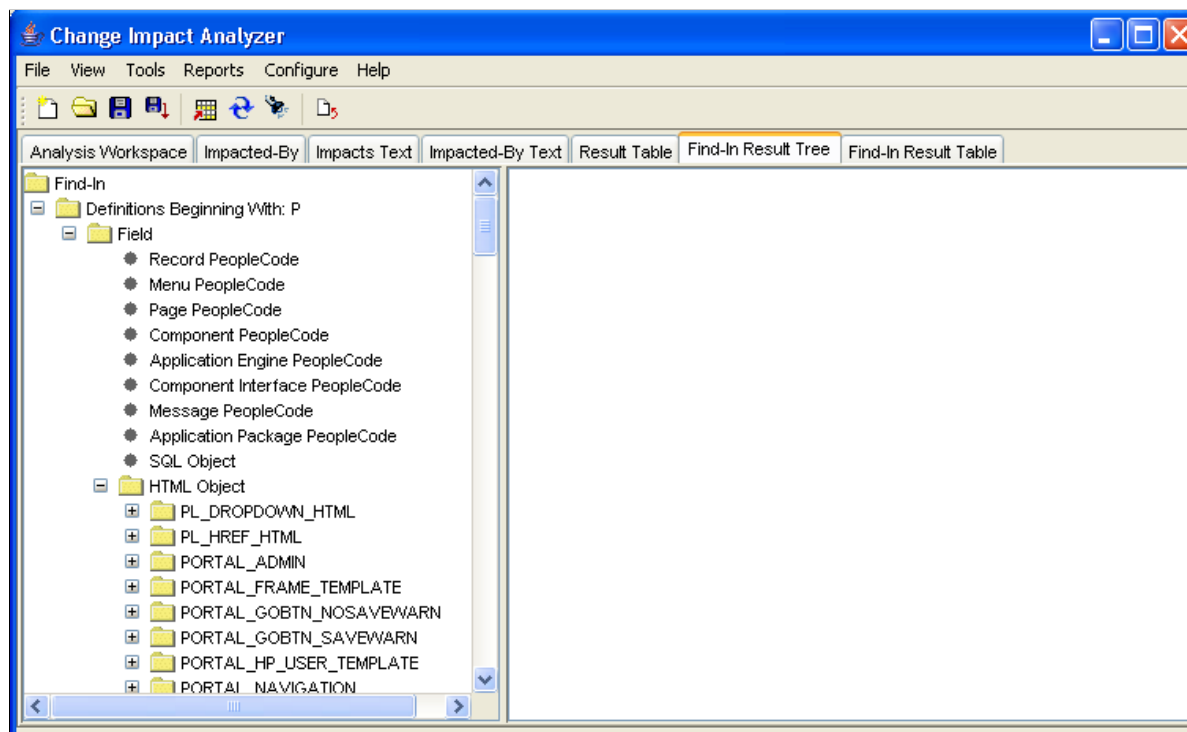 Change Impact Analyzer
File View Tools Reports Configure Help
Analysis Workspace Impacted-By Impacts Text Impacted-By Text Result Table Find-In Result Tree Find-In Result Table
Find-In
Definitions Beginning With: P
Field
Record PeopleCode
Menu PeopleCode
Page PeopleCode
Component PeopleCode
Application Engine PeopleCode
Component Interface PeopleCode
Message PeopleCode
Application Package PeopleCode
SQL Object
HTML Object
PL_DROPDOWN_HTML
PL_HREF_HTML
PORTAL_ADMIN
PORTAL_FRAME_TEMPLATE
PORTAL_GOBTN_NOSAVEWARN
PORTAL_GOBTN_SAVEWARN
PORTAL_HP_USER_TEMPLATE
PORTAL_NAVIGATION